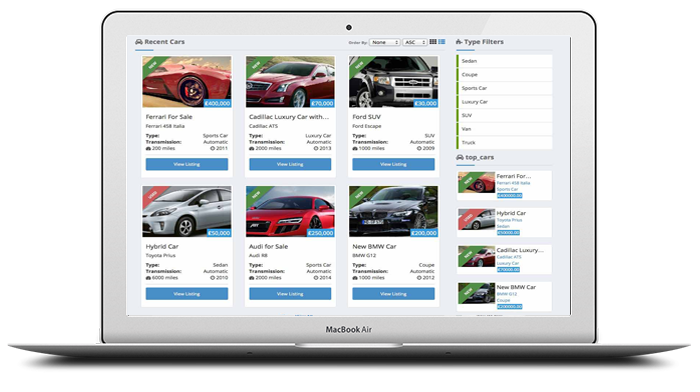 Recent Cars
Order By: None ASC
£400,000
Ferrari For Sale
Ferrari 458 Italia
Type: Sports Car
Transmission: Automatic
200 miles 2011
View Listing
£70,000
Cadillac Luxury Car with...
Cadillac ATS
Type: Luxury Car
Transmission: Automatic
2000 miles 2013
View Listing
£30,000
Ford SUV
Ford Escape
Type: SUV
Transmission: Automatic
1000 miles 2009
View Listing
£50,000
Hybrid Car
Toyota Prius
Type: Sedan
Transmission: Automatic
6000 miles 2010
View Listing
£250,000
Audi for Sale
Audi R8
Type: Sports Car
Transmission: Automatic
2000 miles 2014
View Listing
£200,000
New BMW Car
BMW G12
Type: Coupe
Transmission: Automatic
1000 miles 2012
View Listing
Type Filters
Sedan
Coupe
Sports Car
Luxury Car
SUV
Van
Truck
top_cars
Ferrari For...
Ferrari 458 Italia
Sports Car
£400000.00
Hybrid Car
Toyota Prius
Sedan
£50000.00
Cadillac Luxury...
Cadillac ATS
Luxury Car
£70000.00
New BMW Car
BMW G12
Coupe
£200000.00
MacBook Air